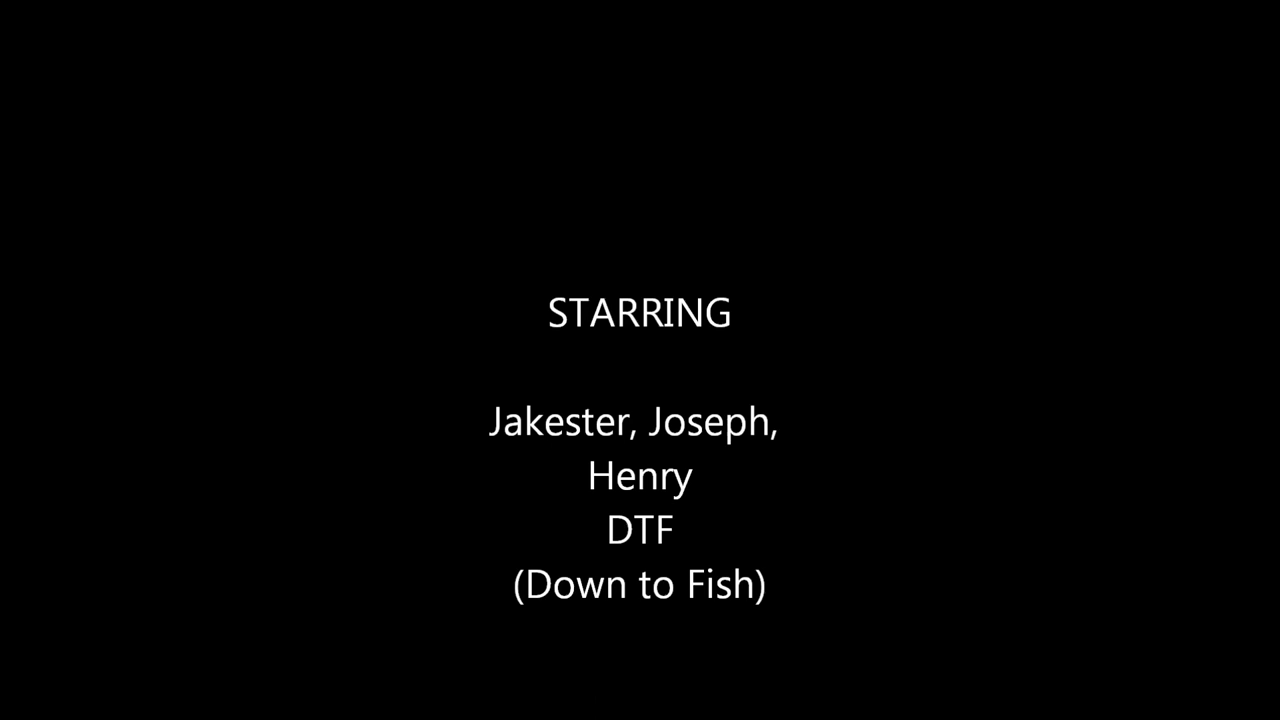 STARRING
Jakester, Joseph,
Henry
DTF
(Down to Fish)